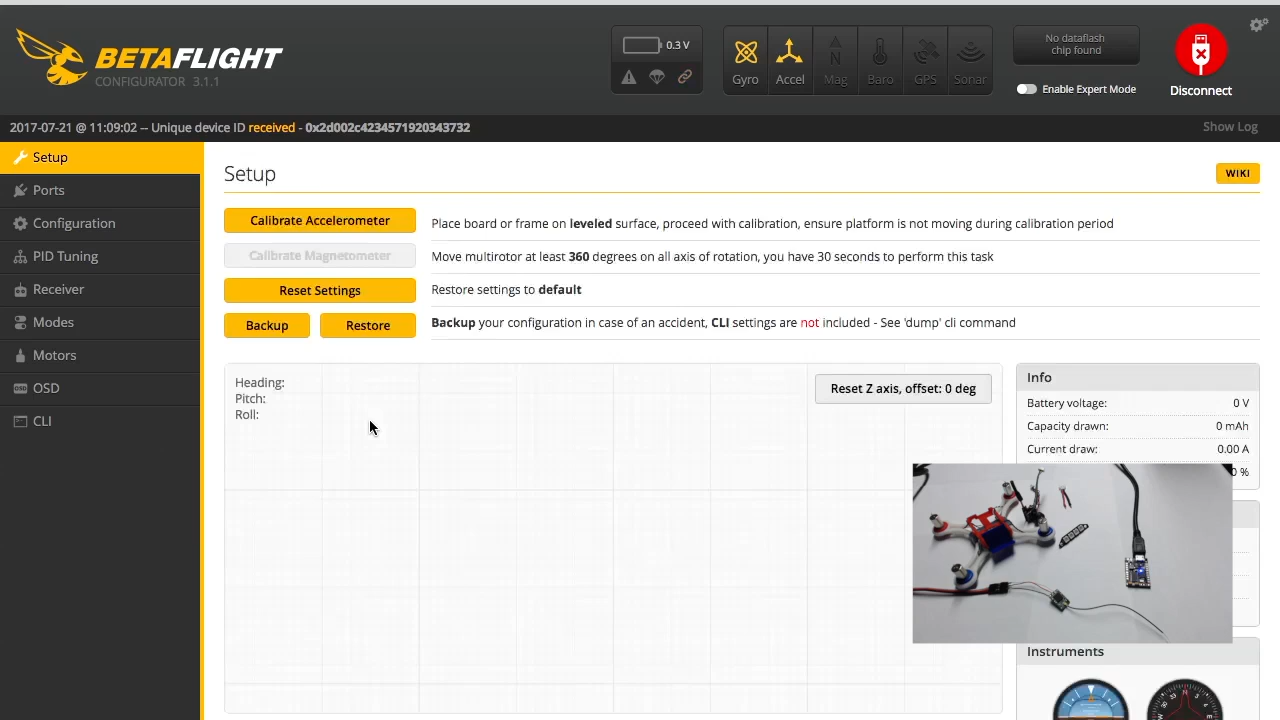 BETAFLIGHT
CONFIGURATOR 3.1.1
0.3 V
Gyro
Accel
Mag
Baro
GPS
Sonar
No dataflash
chip found
Enable Expert Mode
Disconnect
2017-07-21 @ 11:09:02 -- Unique device ID received - 0x2d002c4234571920343732
Show Log
Setup
Ports
Configuration
PID Tuning
Receiver
Modes
Motors
OSD
CLI
Setup
WIKI
Calibrate Accelerometer
Place board or frame on leveled surface, proceed with calibration, ensure platform is not moving during calibration period
Calibrate Magnetometer
Move multirotor at least 360 degrees on all axis of rotation, you have 30 seconds to perform this task
Reset Settings
Restore settings to default
Backup
Restore
Backup your configuration in case of an accident, CLI settings are not included - See 'dump' cli command
Heading:
Pitch:
Roll:
Reset Z axis, offset: 0 deg
Info
Battery voltage: 0 V
Capacity drawn: 0 mAh
Current draw: 0.00 A
%
Instruments